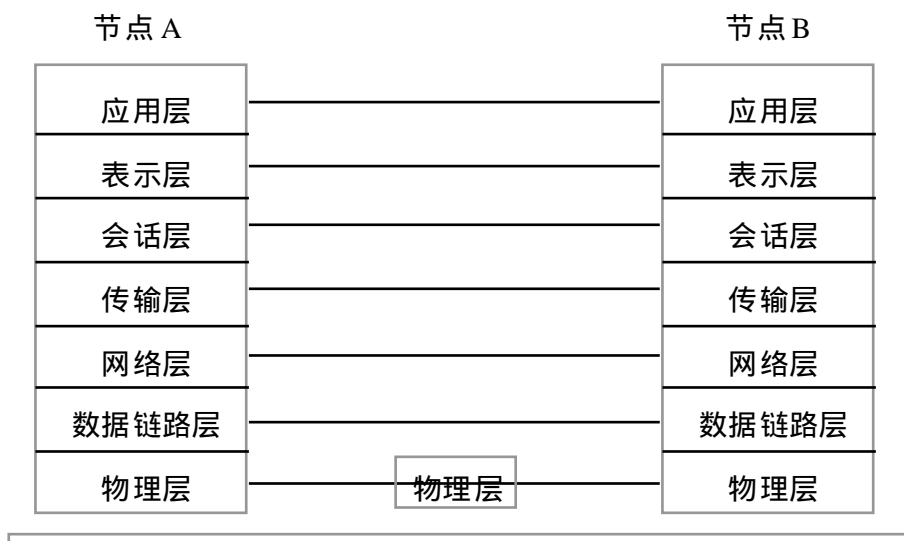 节点 A 节点 B
应用层 应用层
表示层 表示层
会话层 会话层
传输层 传输层
网络层 网络层
数据链路层 数据链路层
物理层 物理层 物理层